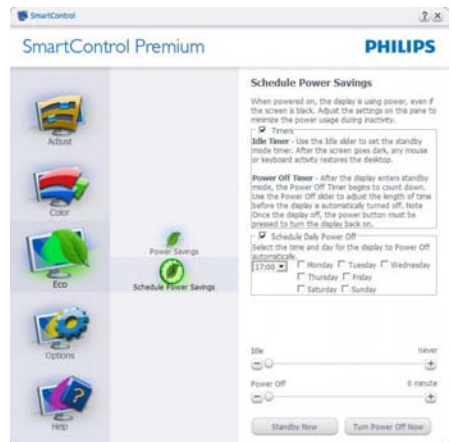 SmartControl
SmartControl Premium
PHILIPS
Adjust
Color
Eco
Options
Help
Power Savings
Schedule Power Savings
Schedule Power Savings
When powered on, the display is using power, even if
the screen is black. Adjust the settings on this pane to
minimize the power usage during inactivity.
Timers
Idle Timer - Use the Idle slider to set the standby
mode timer. After the screen goes dark, any mouse
or keyboard activity restores the desktop.
Power Off Timer - After the display enters standby
mode, the Power Off Timer begins to count down.
Use the Power Off slider to adjust the length of time
before the display is automatically turned off. Note
Once the display off, the power button must be
pressed to turn the display back on.
Schedule Daily Power Off
Select the time and day for the display to Power Off
automatically.
17:00 Monday Tuesday Wednesday
Thursday Friday
Saturday Sunday
Idle never
Power Off 0 minute
Standby Now Turn Power Off Now